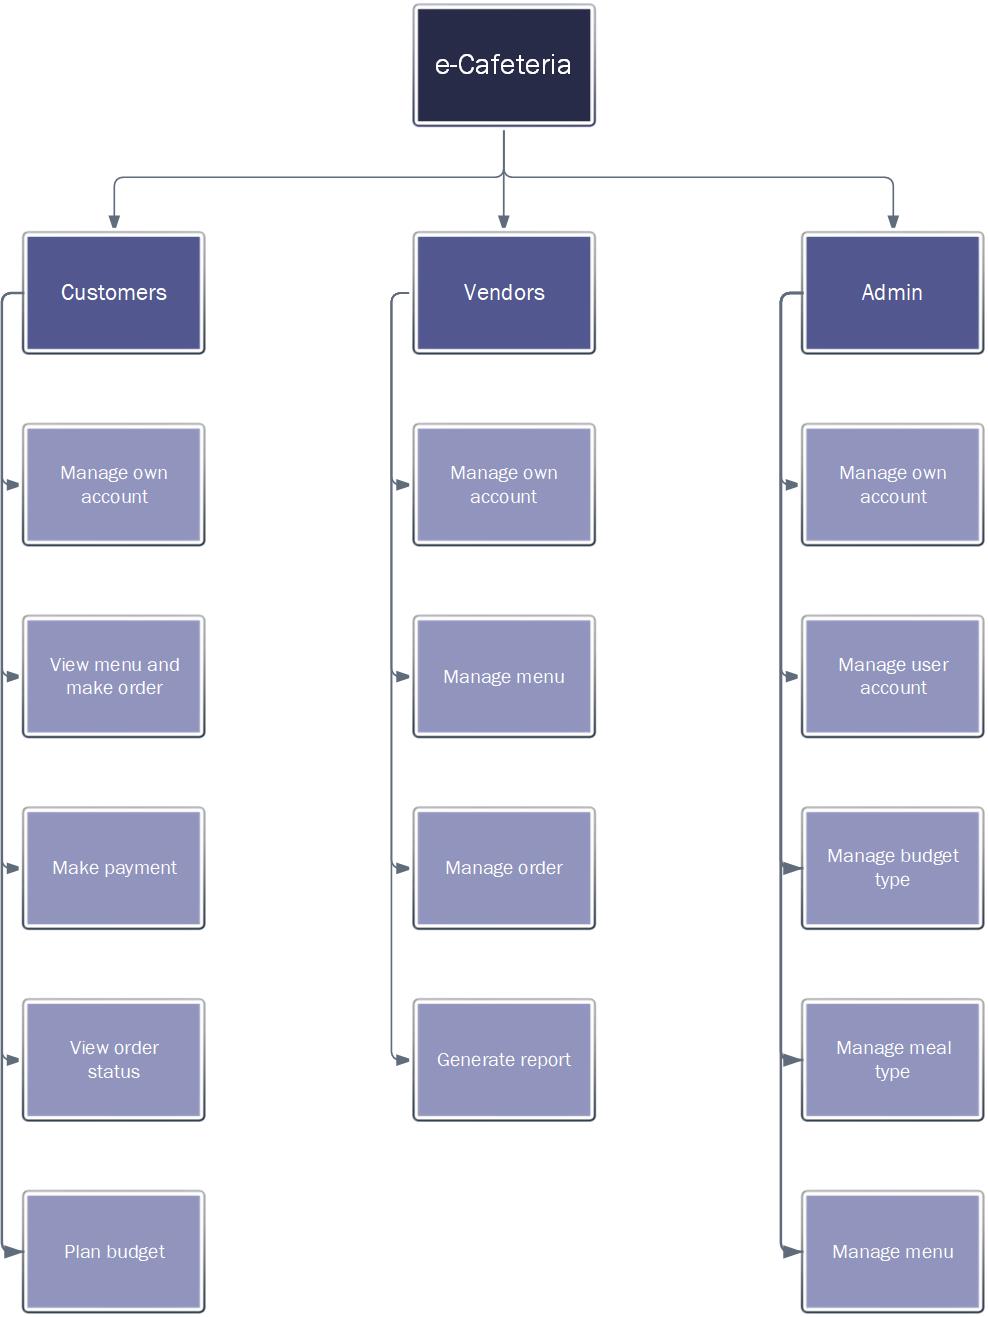 e-Cafeteria
Customers
Vendors
Admin
Manage own
account
Manage own
account
Manage own
account
View menu and
make order
Manage menu
Manage user
account
Make payment
Manage order
Manage budget
type
View order
status
Generate report
Manage meal
type
Plan budget
Manage menu